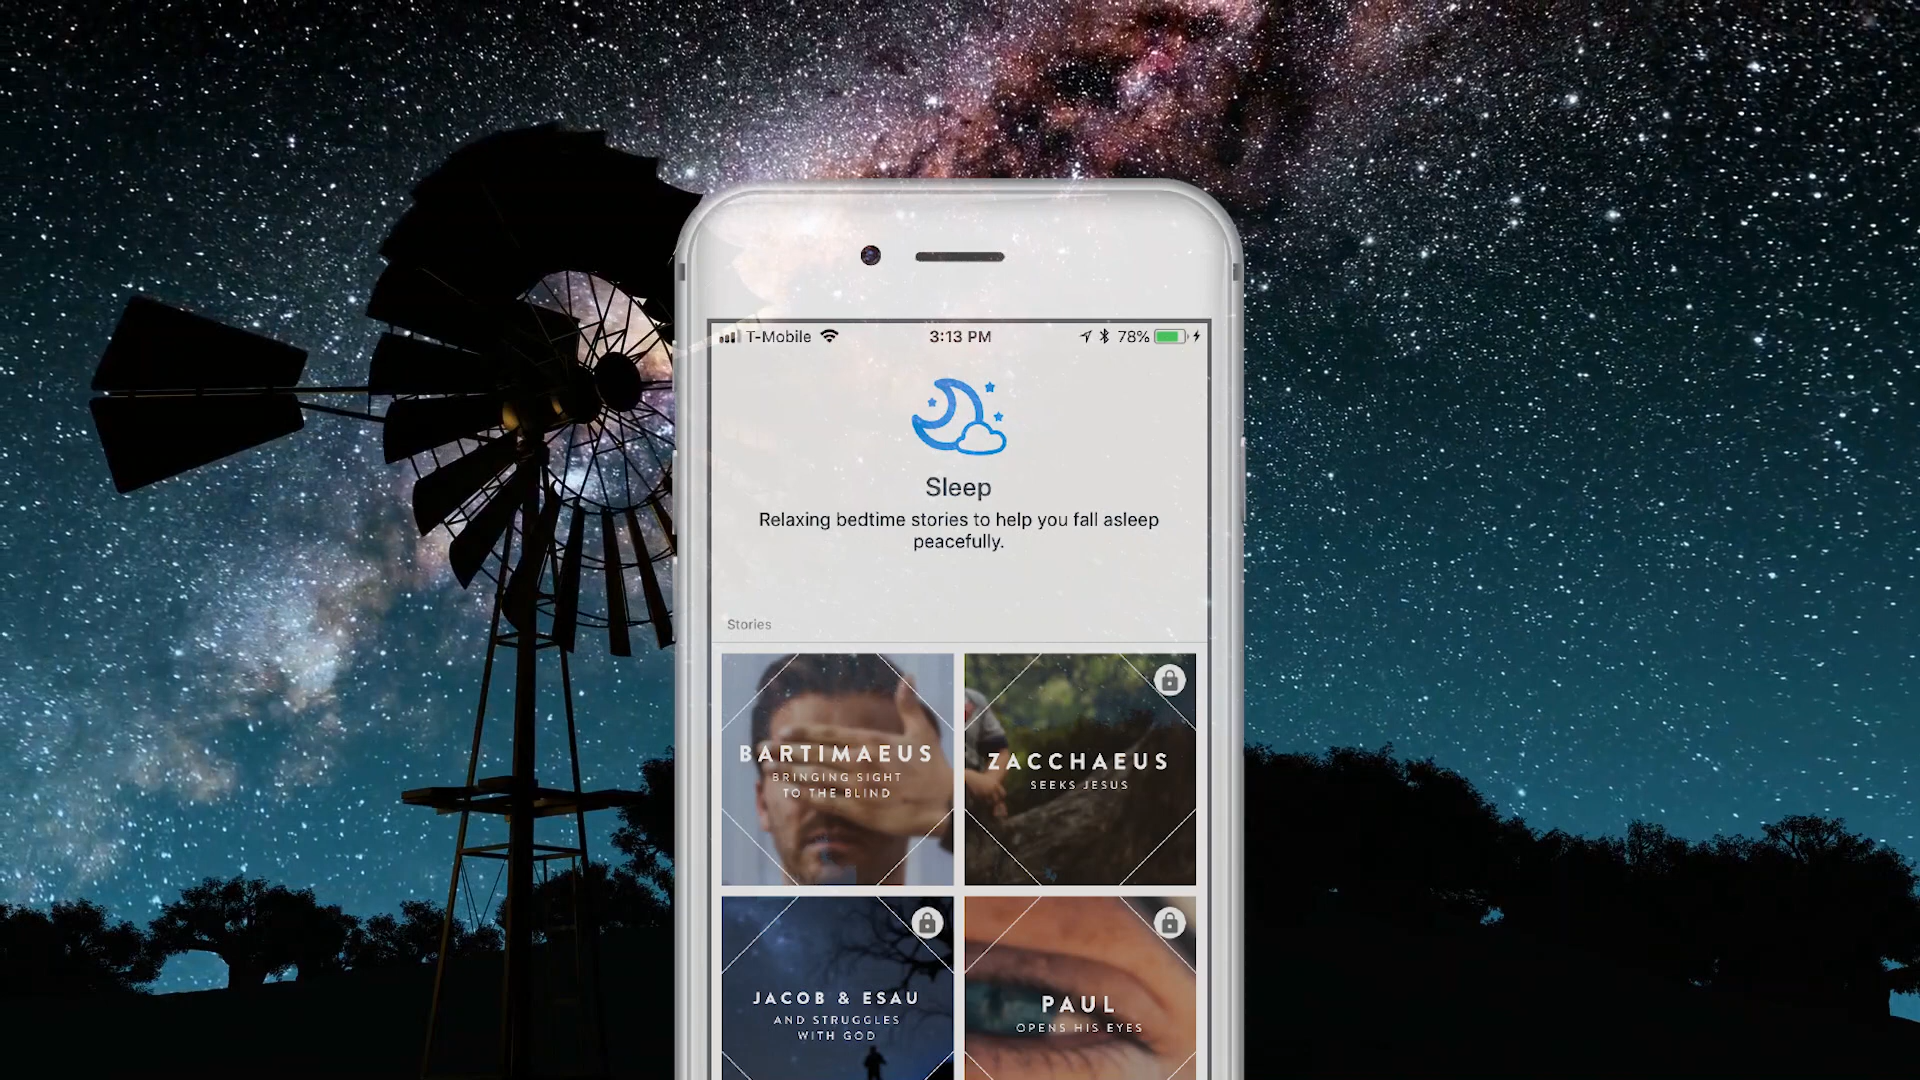 T-Mobile 3:13 PM 78%
Sleep
Relaxing bedtime stories to help you fall asleep
peacefully.
Stories
BARTIMAEUS
BRINGING SIGHT
TO THE BLIND
ZACCHAEUS
SEEKS JESUS
JACOB & ESAU
AND STRUGGLES
WITH GOD
PAUL
OPENS HIS EYES